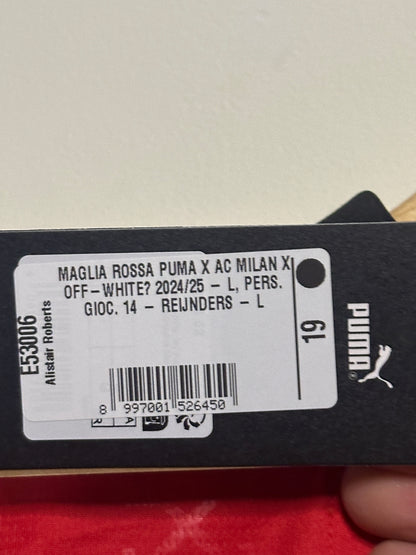 MAGLIA ROSSA PUMA X AC MILAN X
OFF-WHITE? 2024/25 - L, PERS.
GIOC. 14 - REIJNDERS - L
E53006
Alistair Roberts
8 997001 526450
19
PUMA